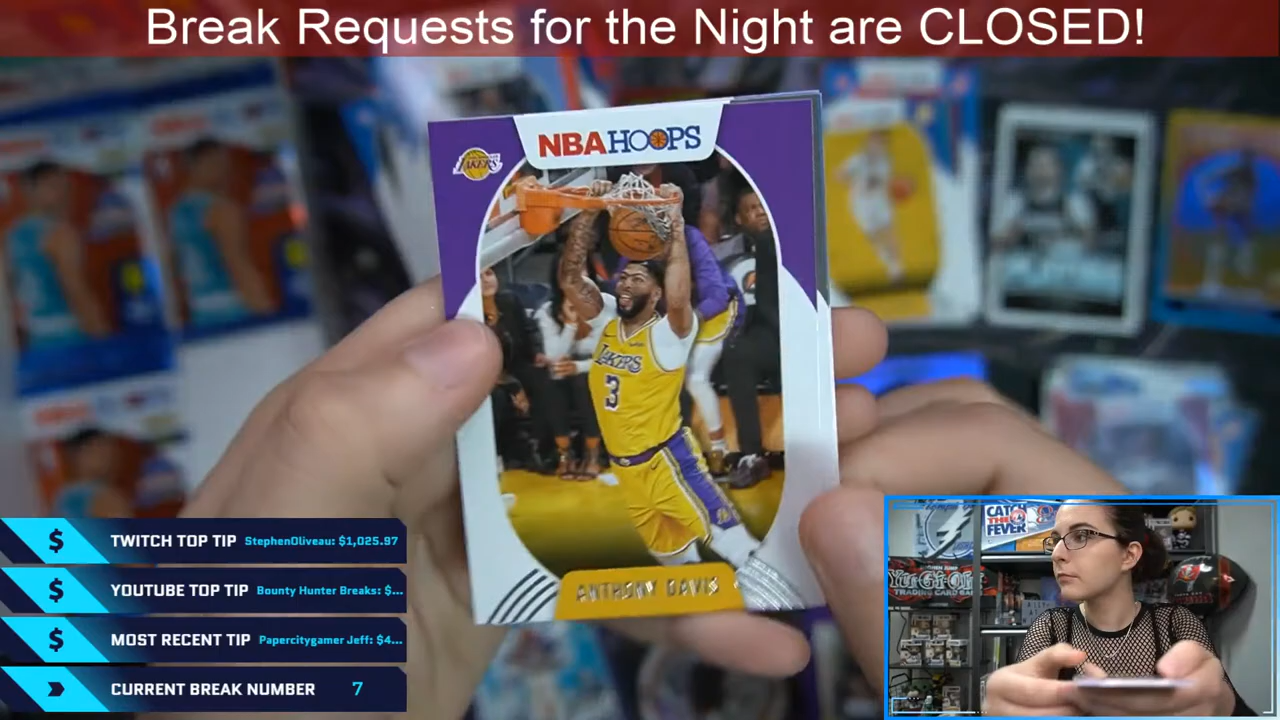 Break Requests for the Night are CLOSED!
NBA HOOPS
LAKERS
LAKERS
3
ANTHONY DAVIS
TWITCH TOP TIP StephenOliveau: $1,025.97
YOUTUBE TOP TIP Bounty Hunter Breaks: $...
MOST RECENT TIP Papercitygamer Jeff: $4...
CURRENT BREAK NUMBER 7
CATCH
THE
FEVER
Yu-Gi-Oh!
TRADING CARD GAME